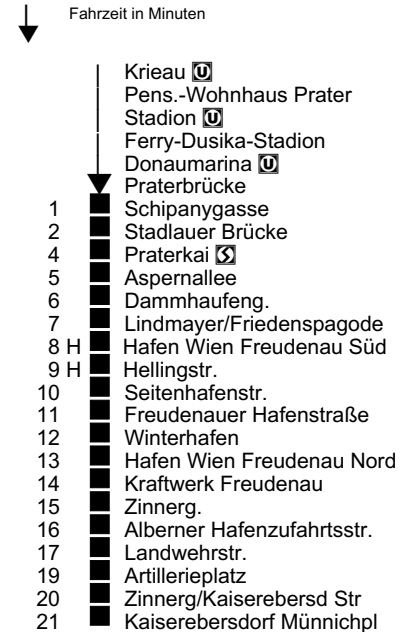 Fahrzeit in Minuten
Krieau U
Pens.-Wohnhaus Prater
Stadion U
Ferry-Dusika-Stadion
Donaumarina U
Praterbrücke
1 Schipanygasse
2 Stadlauer Brücke
4 Praterkai S
5 Aspernallee
6 Dammhaufeng.
7 Lindmayer/Friedenspagode
8 H Hafen Wien Freudenau Süd
9 H Hellingstr.
10 Seitenhafenstr.
11 Freudenauer Hafenstraße
12 Winterhafen
13 Hafen Wien Freudenau Nord
14 Kraftwerk Freudenau
15 Zinnerg.
16 Alberner Hafenzufahrtsstr.
17 Landwehrstr.
19 Artillerieplatz
20 Zinnerg/Kaiserebersd Str
21 Kaiserebersdorf Münnichpl